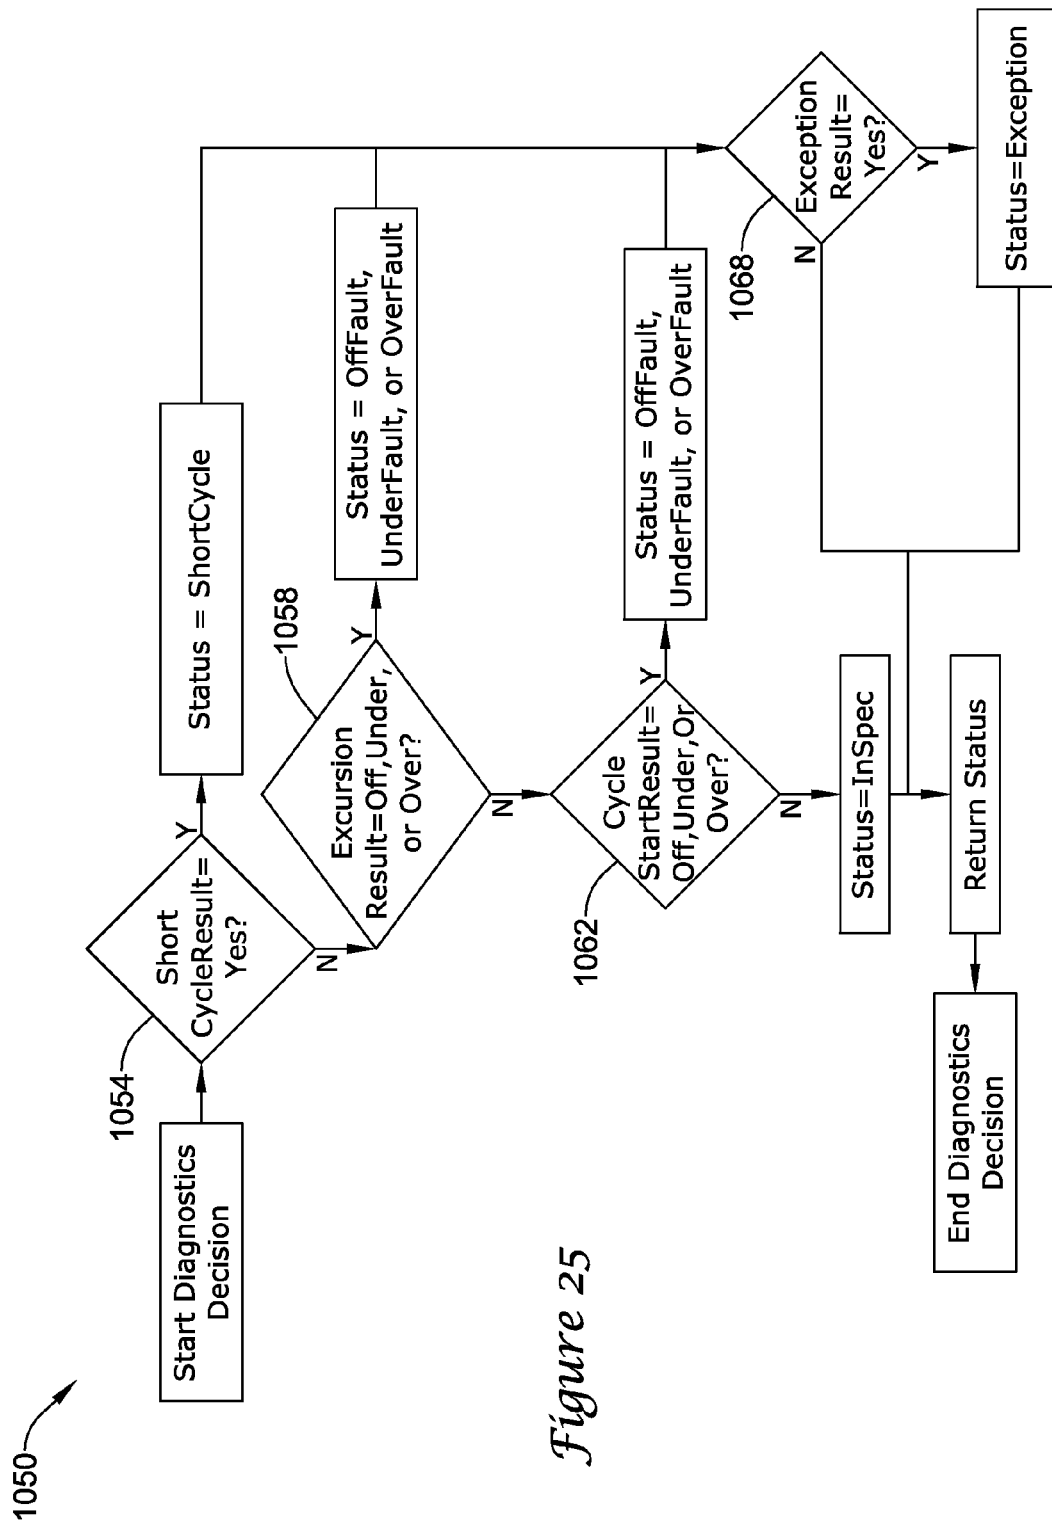 1050
Start Diagnostics
Decision
1054
Short
CycleResult=
Yes?
Y
N
Status = ShortCycle
1058
Excursion
Result=Off,Under,
or Over?
Y
N
Status = OffFault,
UnderFault, or OverFault
1062
Cycle
StartResult=
Off,Under,Or
Over?
Y
N
Status = OffFault,
UnderFault, or OverFault
1068
Exception
Result=
Yes?
N
Y
Status=Exception
Status=InSpec
Return Status
End Diagnostics
Decision
Figure 25